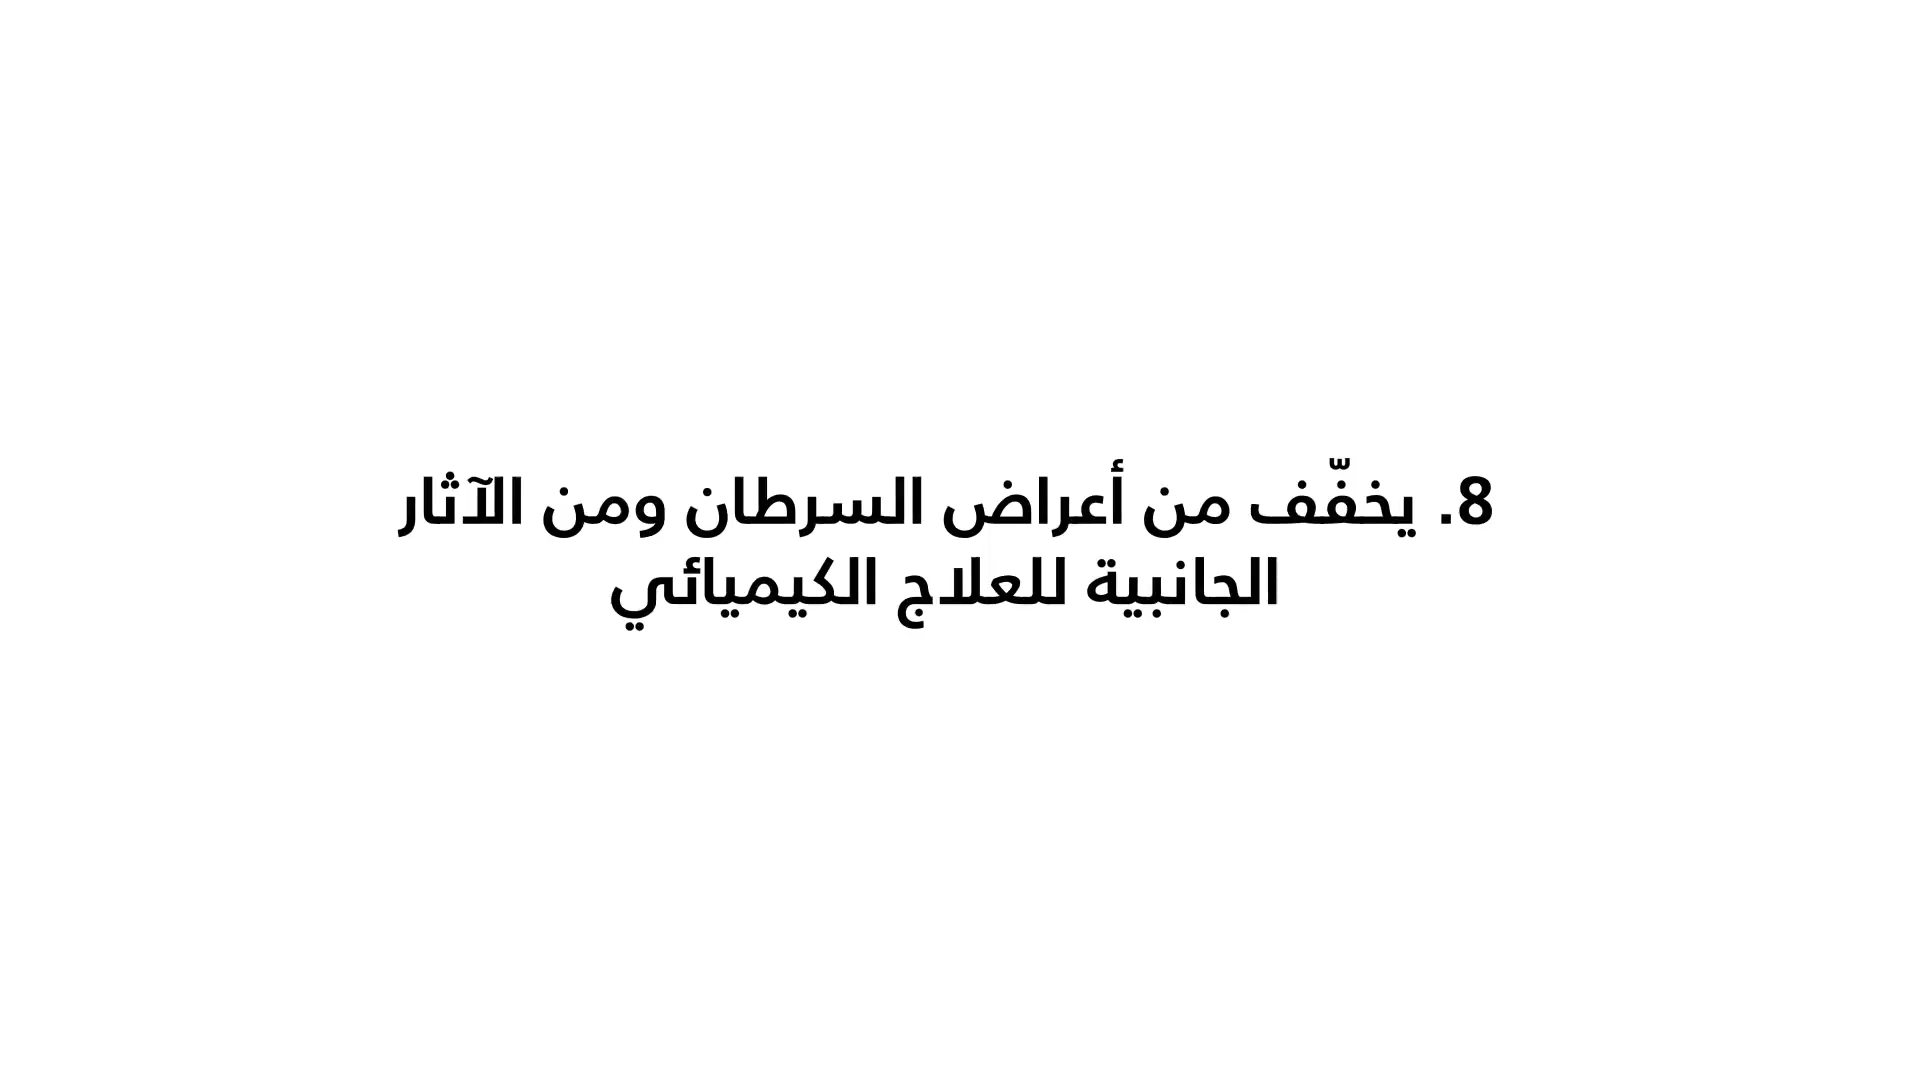 8. يخفّف من أعراض السرطان ومن الآثار
الجانبية للعلاج الكيميائي